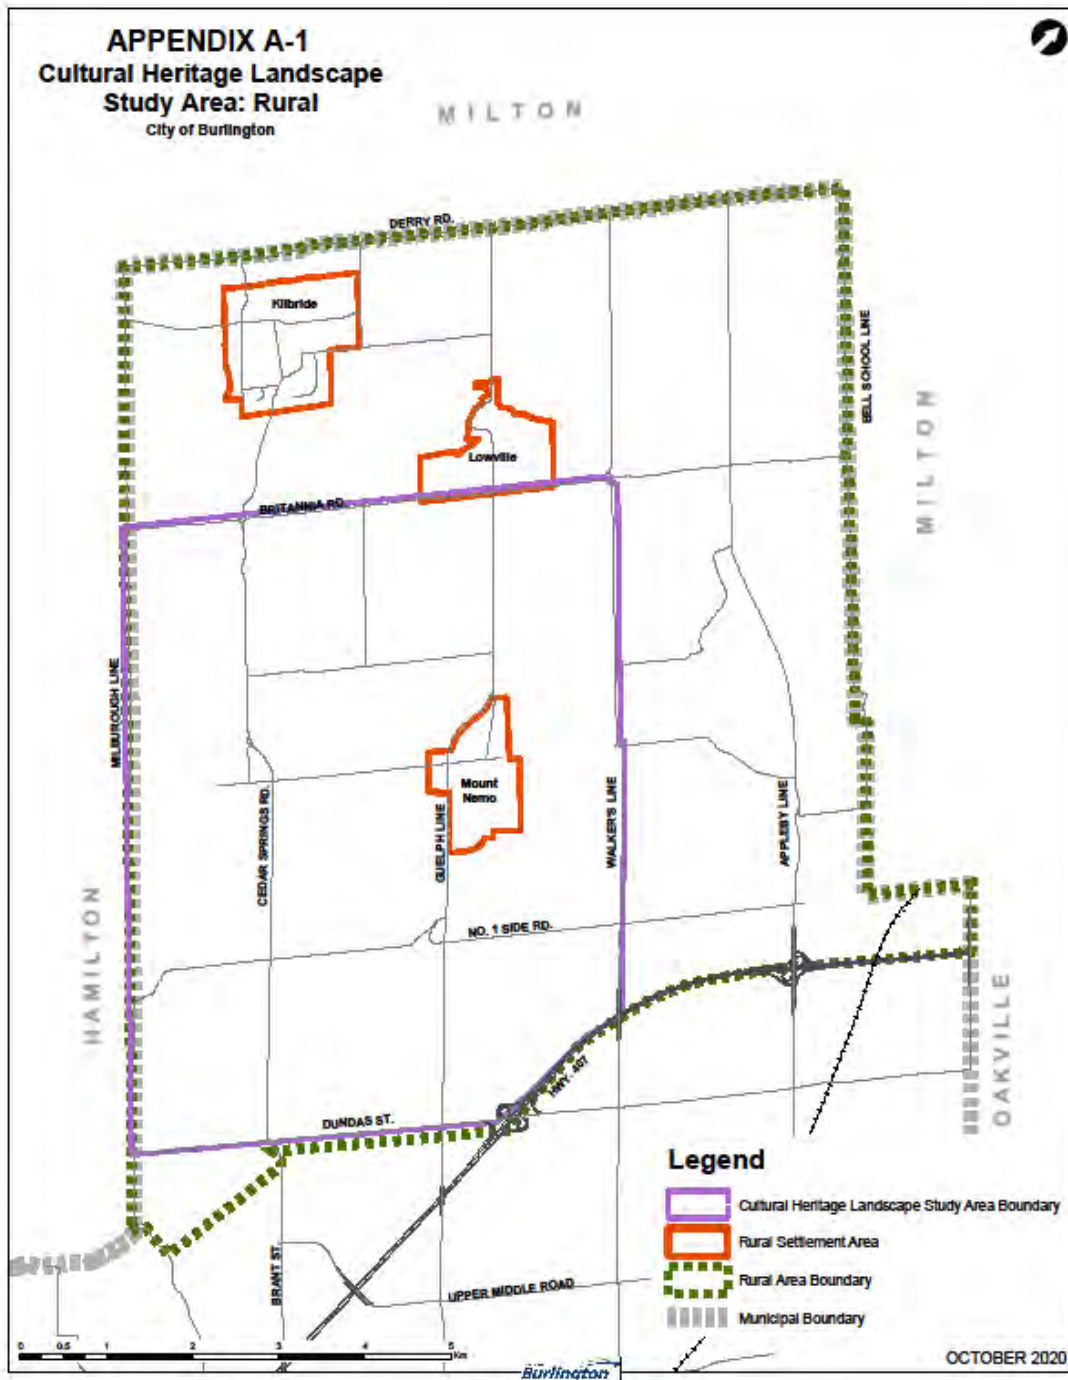 APPENDIX A-1
Cultural Heritage Landscape
Study Area: Rural
City of Burlington
MILTON
DERRY RD.
Kilbride
BELL SCHOOL LINE
MILTON
Lowville
BRITANNIA RD.
MILBUROUGH LINE
Mount
Nemo
CEDAR SPRINGS RD.
GUELPH LINE
WALKER'S LINE
APPLEBY LINE
HAMILTON
NO. 1 SIDE RD.
OAKVILLE
HWY. 407
DUNDAS ST.
Legend
Cultural Heritage Landscape Study Area Boundary
Rural Settlement Area
Rural Area Boundary
Municipal Boundary
BRANT ST.
UPPER MIDDLE ROAD
0 0.5 1 2 3 4 5
Km
Burlington
OCTOBER 2020